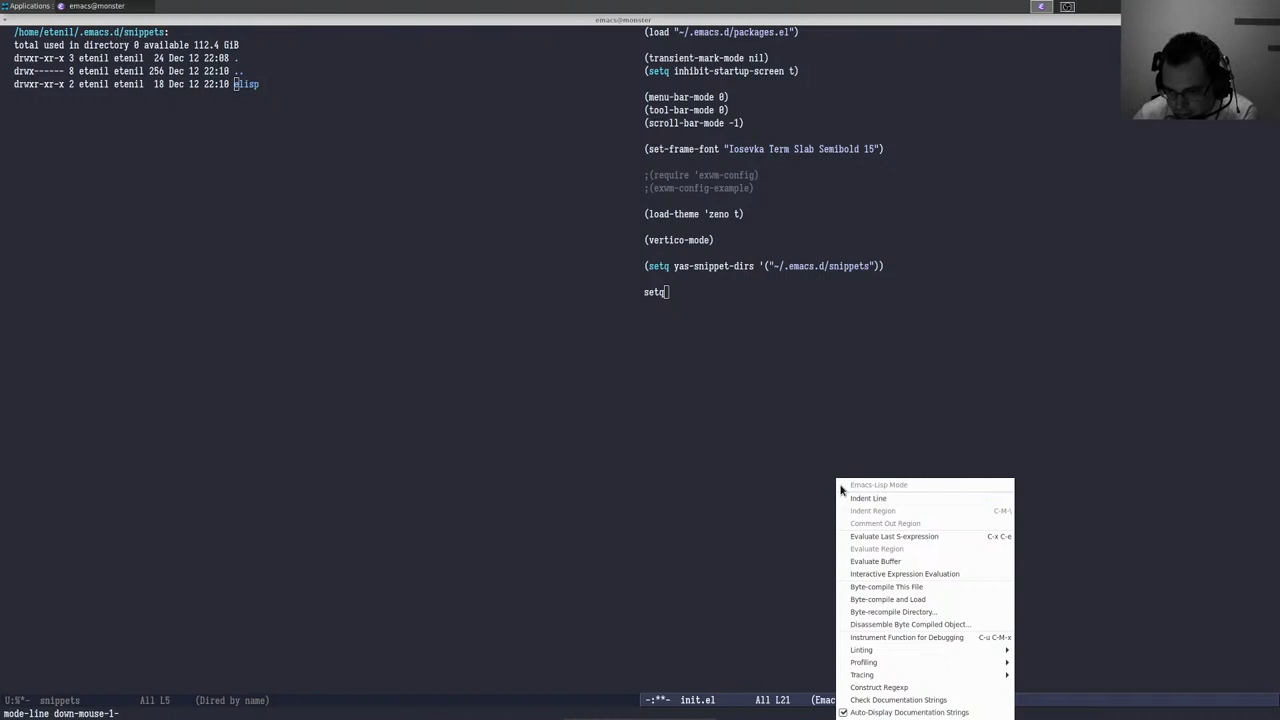 Applications
emacs@monster
emacs@monster
/home/etenil/.emacs.d/snippets:
total used in directory 0 available 112.4 GiB
drwxr-xr-x 3 etenil etenil  24 Dec 12 22:08 .
drwx------ 8 etenil etenil 256 Dec 12 22:10 ..
drwxr-xr-x 2 etenil etenil  18 Dec 12 22:10 elisp
(load "~/.emacs.d/packages.el")
(transient-mark-mode nil)
(setq inhibit-startup-screen t)
(menu-bar-mode 0)
(tool-bar-mode 0)
(scroll-bar-mode -1)
(set-frame-font "Iosevka Term Slab Semibold 15")
;(require 'exwm-config)
;(exwm-config-example)
(load-theme 'zeno t)
(vertico-mode)
(setq yas-snippet-dirs '("~/.emacs.d/snippets"))
setq
Emacs-Lisp Mode
Indent Line
Indent Region C-M-\
Comment Out Region
Evaluate Last S-expression C-x C-e
Evaluate Region
Evaluate Buffer
Interactive Expression Evaluation
Byte-compile This File
Byte-compile and Load
Byte-recompile Directory...
Disassemble Byte Compiled Object...
Instrument Function for Debugging C-u C-M-x
Linting
Profiling
Tracing
Construct Regexp
Check Documentation Strings
Auto-Display Documentation Strings
U:%*-  snippets      All L5     (Dired by name)
-:**-  init.el       All L21    (Emac
mode-line down-mouse-1-